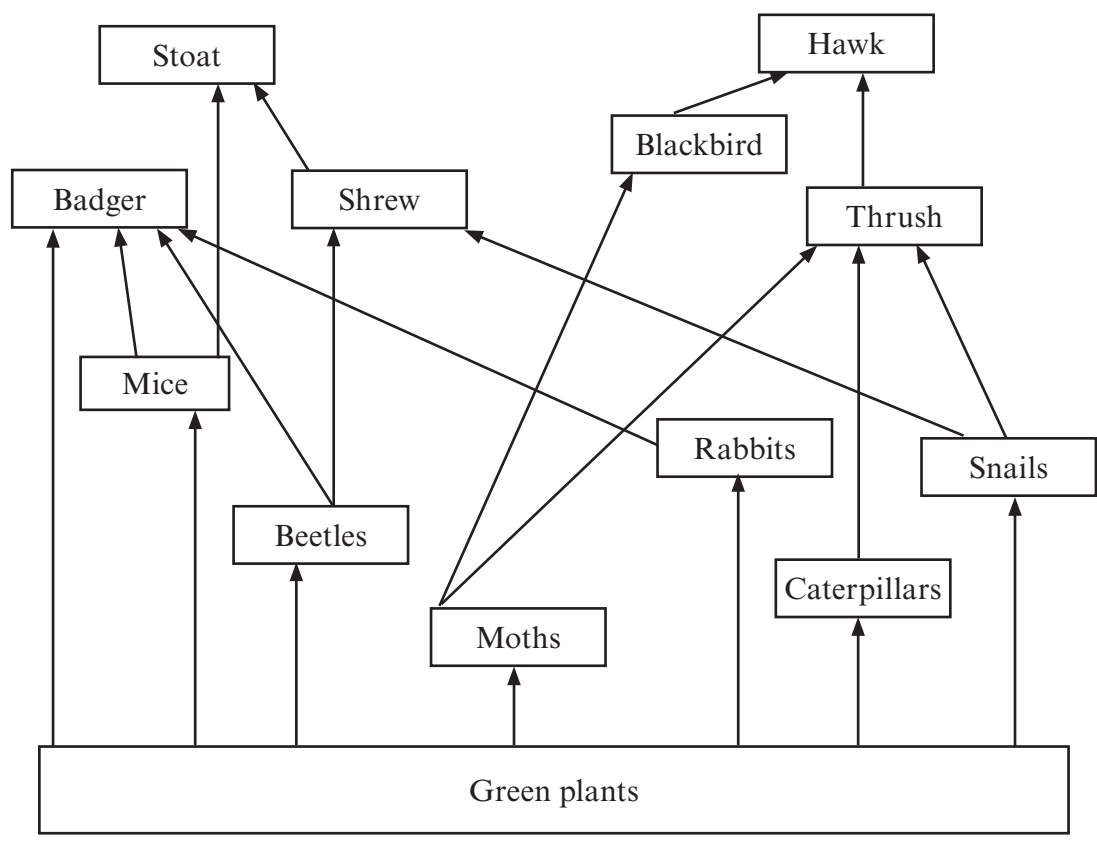 Stoat
Hawk
Blackbird
Badger
Shrew
Thrush
Mice
Rabbits
Snails
Beetles
Caterpillars
Moths
Green plants